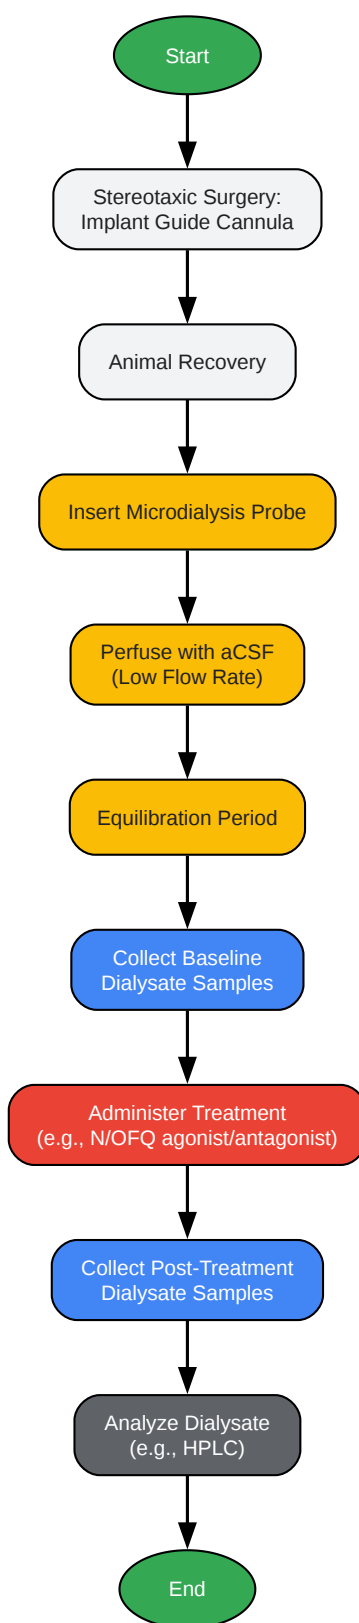 Start
Stereotaxic Surgery:
Implant Guide Cannula
Animal Recovery
Insert Microdialysis Probe
Perfuse with aCSF
(Low Flow Rate)
Equilibration Period
Collect Baseline
Dialysate Samples
Administer Treatment
(e.g., N/OFQ agonist/antagonist)
Collect Post-Treatment
Dialysate Samples
Analyze Dialysate
(e.g., HPLC)
End